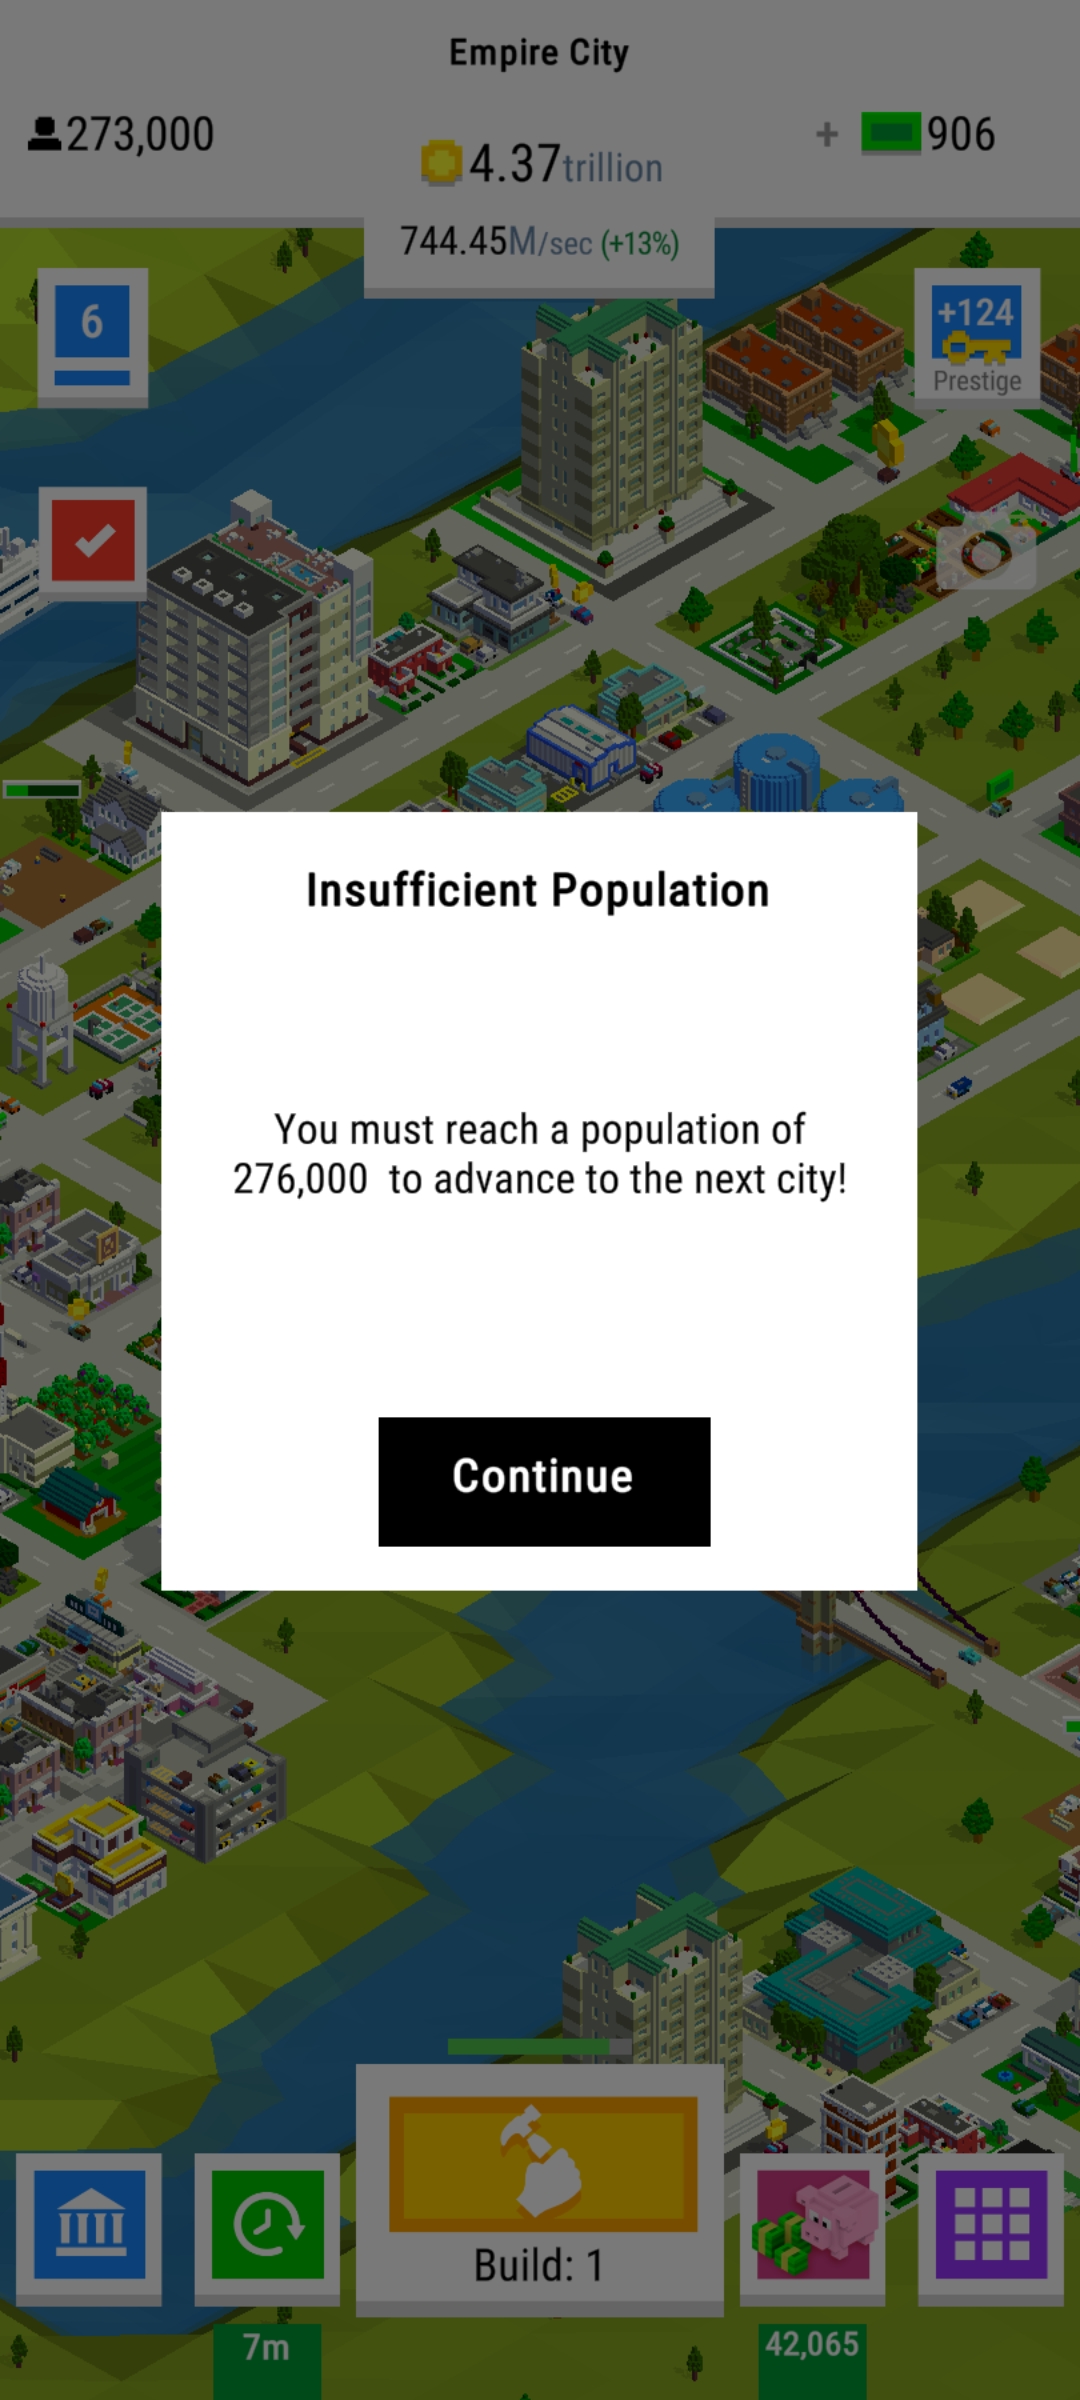 Empire City
273,000
4.37trillion
+ 906
744.45M/sec (+13%)
6
+124
Prestige
Insufficient Population
You must reach a population of
276,000 to advance to the next city!
Continue
Build: 1
7m
42,065